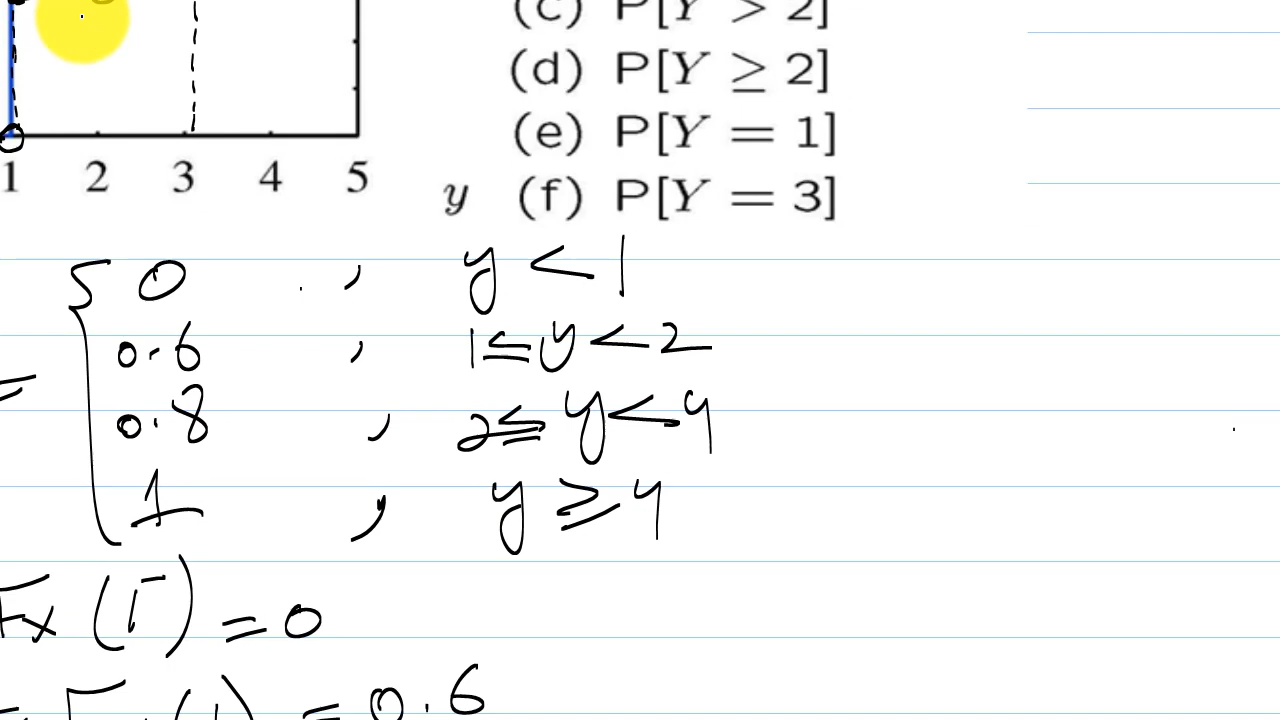 (c) P[Y > 2]
(d) P[Y ≥ 2]
(e) P[Y = 1]
1 2 3 4 5 y (f) P[Y = 3]
{ 0 , y < 1
0.6 , 1 ≤ y < 2
= 0.8 , 2 ≤ y < 4
1 , y ≥ 4
Fx (1⁻) = 0
(1) = 0.6